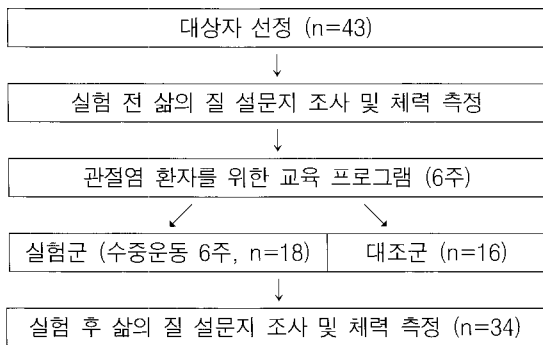 대상자 선정 (n=43)
실험 전 삶의 질 설문지 조사 및 체력 측정
관절염 환자를 위한 교육 프로그램 (6주)
실험군 (수중운동 6주, n=18) 대조군 (n=16)
실험 후 삶의 질 설문지 조사 및 체력 측정 (n=34)